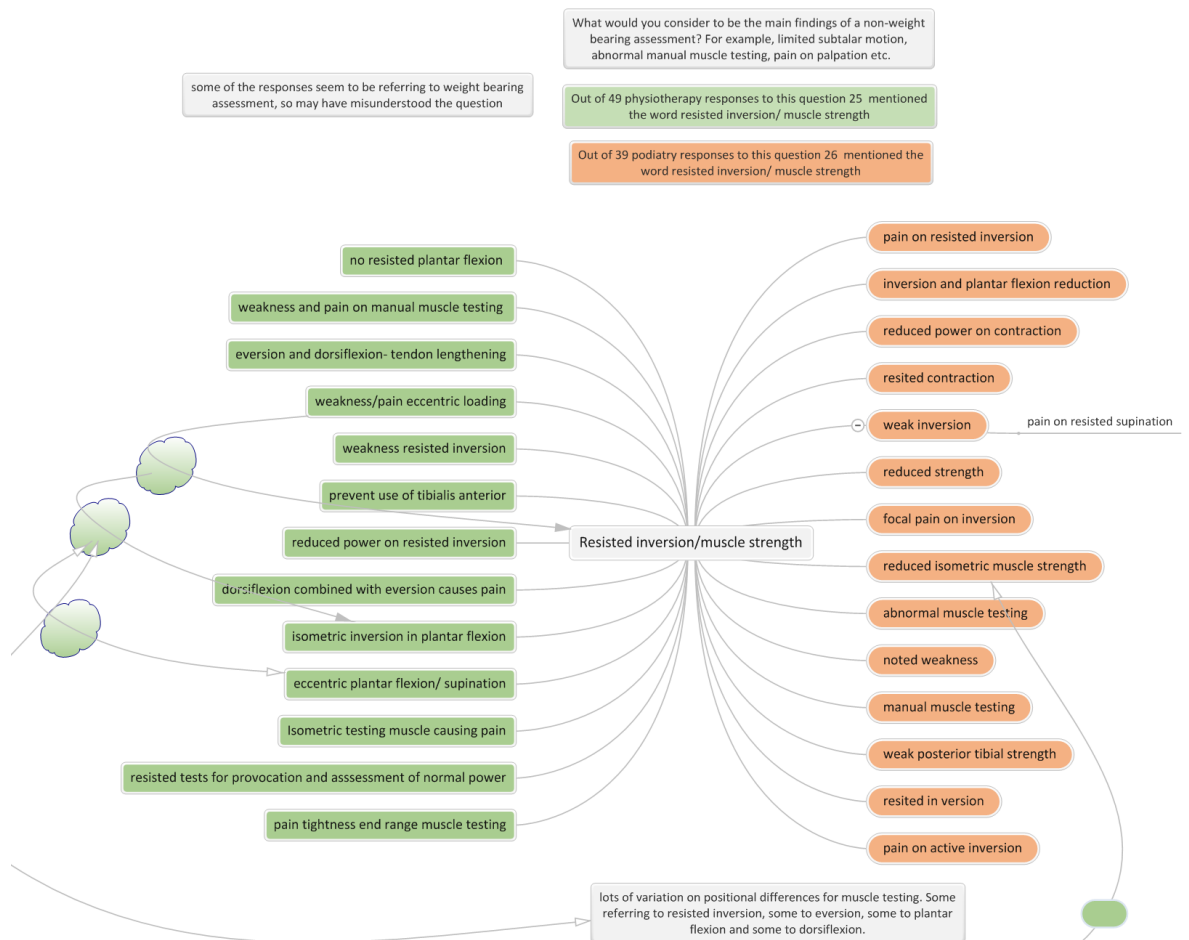 What would you consider to be the main findings of a non-weight
bearing assessment? For example, limited subtalar motion,
abnormal manual muscle testing, pain on palpation etc.
some of the responses seem to be referring to weight bearing
assessment, so may have misunderstood the question
Out of 49 physiotherapy responses to this question 25 mentioned
the word resisted inversion/ muscle strength
Out of 39 podiatry responses to this question 26 mentioned the
word resisted inversion/ muscle strength
no resisted plantar flexion
weakness and pain on manual muscle testing
eversion and dorsiflexion- tendon lengthening
weakness/pain eccentric loading
weakness resisted inversion
prevent use of tibialis anterior
reduced power on resisted inversion
dorsiflexion combined with eversion causes pain
isometric inversion in plantar flexion
eccentric plantar flexion/ supination
Isometric testing muscle causing pain
resisted tests for provocation and asssessment of normal power
pain tightness end range muscle testing
Resisted inversion/muscle strength
pain on resisted inversion
inversion and plantar flexion reduction
reduced power on contraction
resited contraction
weak inversion
pain on resisted supination
reduced strength
focal pain on inversion
reduced isometric muscle strength
abnormal muscle testing
noted weakness
manual muscle testing
weak posterior tibial strength
resited in version
pain on active inversion
lots of variation on positional differences for muscle testing. Some
referring to resisted inversion, some to eversion, some to plantar
flexion and some to dorsiflexion.